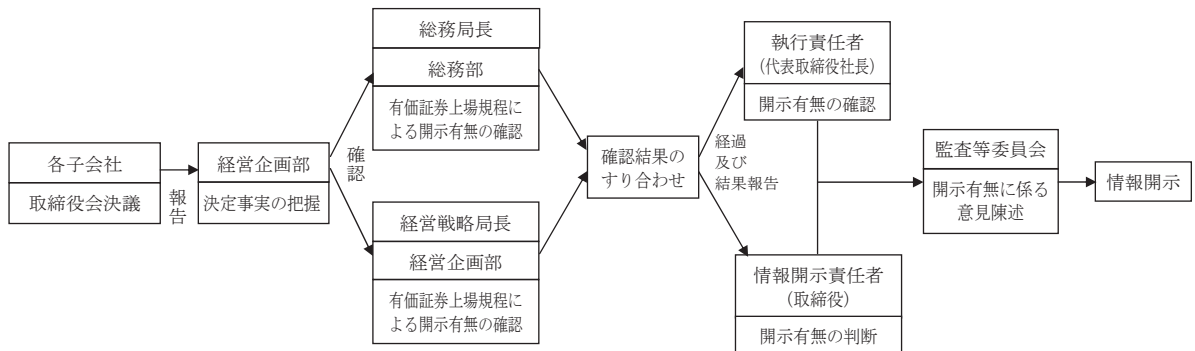 各子会社
取締役会決議
報告
経営企画部
決定事実の把握
確認
総務局長
総務部
有価証券上場規程に
よる開示有無の確認
経営戦略局長
経営企画部
有価証券上場規程に
よる開示有無の確認
確認結果の
すり合わせ
経過
及び
結果報告
執行責任者
(代表取締役社長)
開示有無の確認
情報開示責任者
(取締役)
開示有無の判断
監査等委員会
開示有無に係る
意見陳述
情報開示